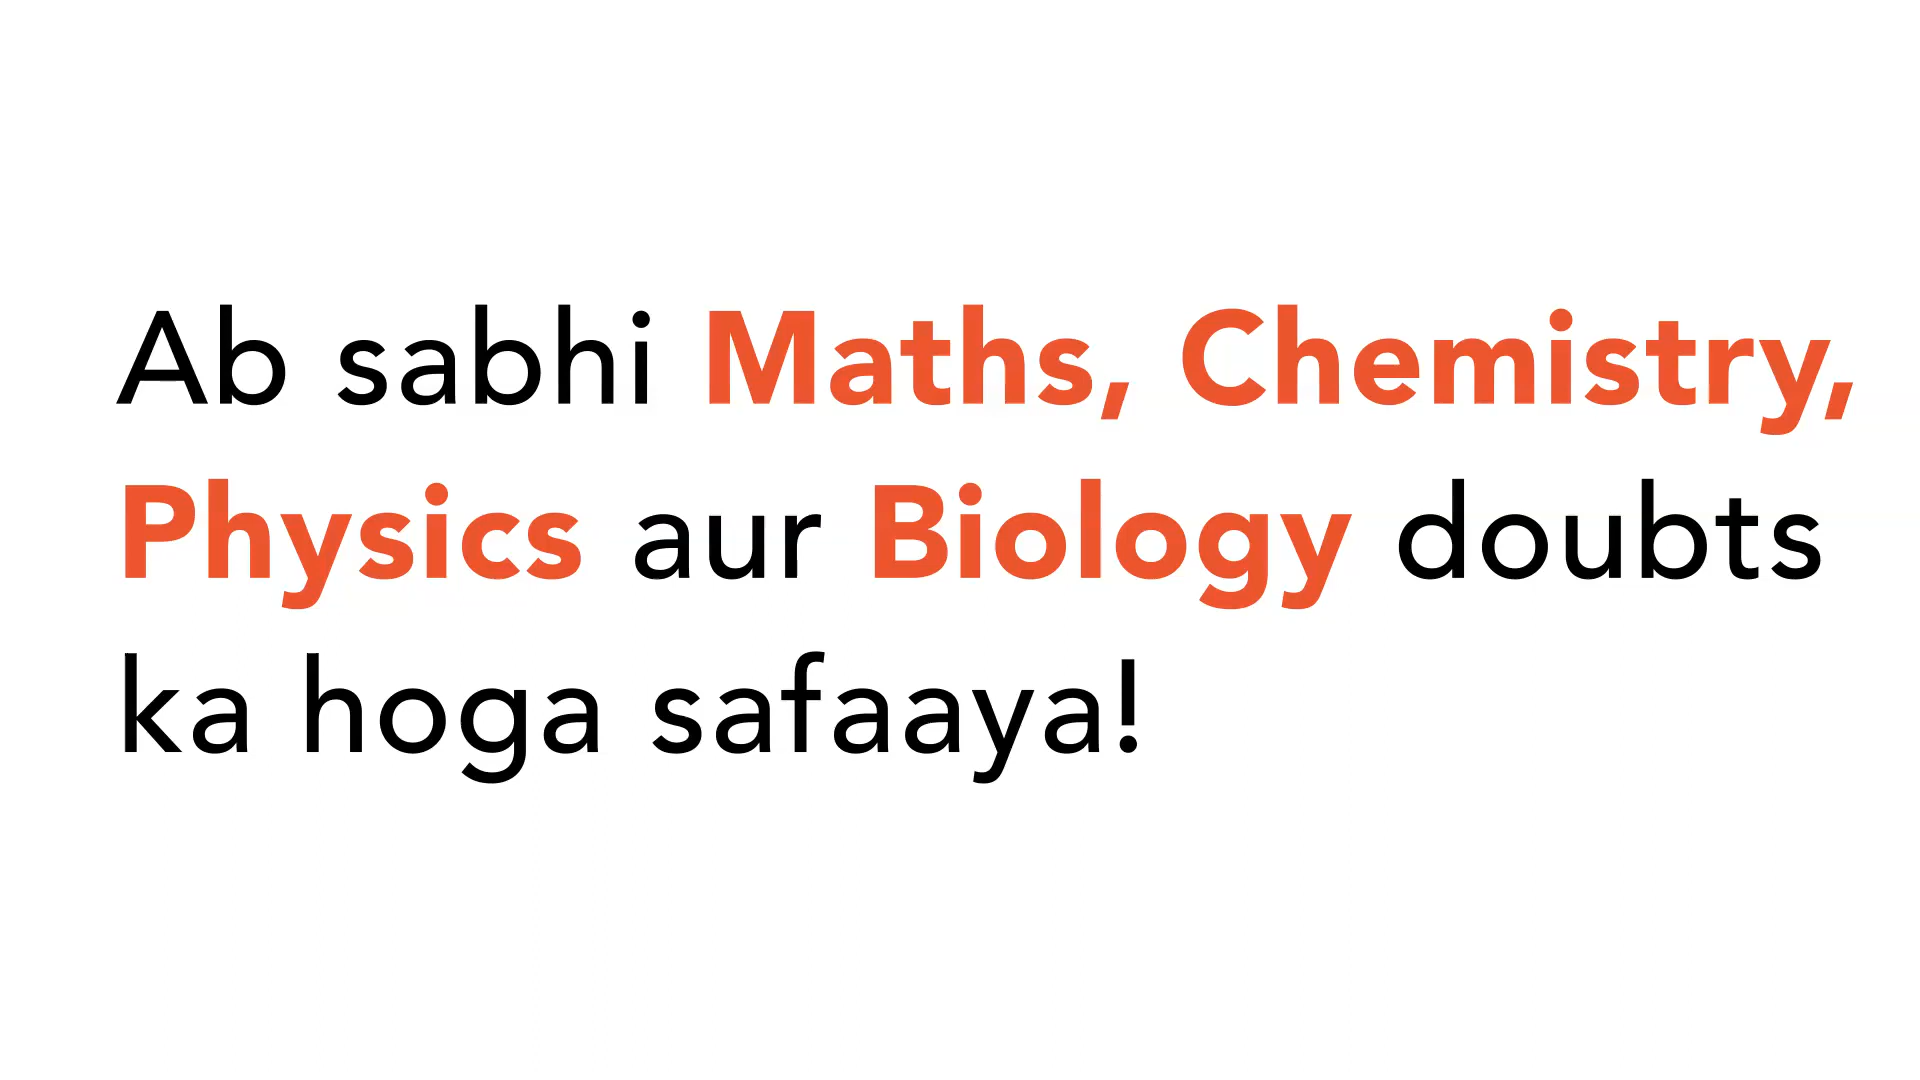 Ab sabhi Maths, Chemistry,
Physics aur Biology doubts
ka hoga safaaya!